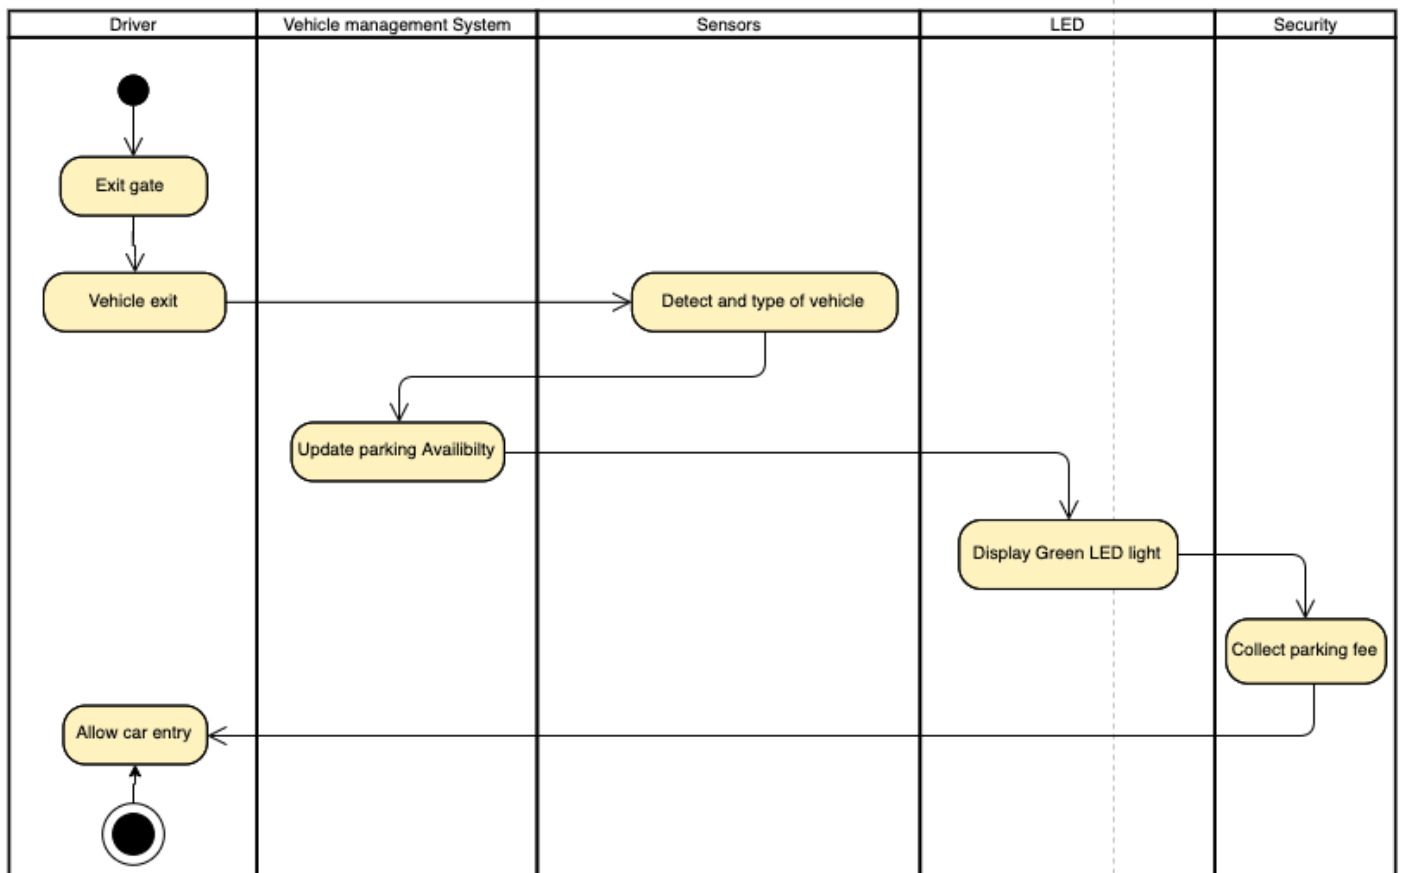 Driver
Vehicle management System
Sensors
LED
Security
Exit gate
Vehicle exit
Detect and type of vehicle
Update parking Availibilty
Display Green LED light
Collect parking fee
Allow car entry